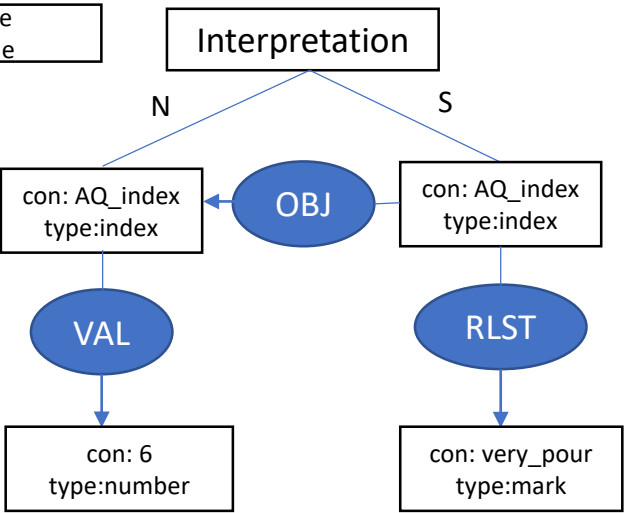 e
e
Interpretation
N
S
con: AQ_index
type:index
OBJ
con: AQ_index
type:index
VAL
RLST
con: 6
type:number
con: very_pour
type:mark